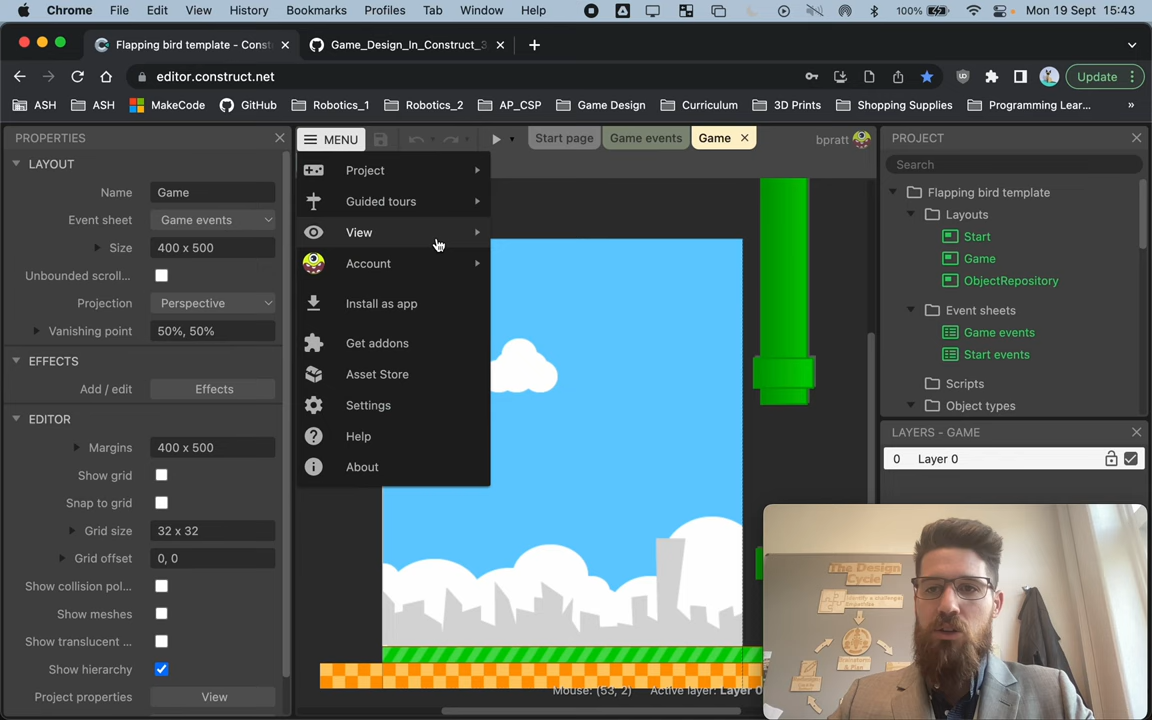 Chrome File Edit View History Bookmarks Profiles Tab Window Help 100% Mon 19 Sept 15:43
Flapping bird template - Const Game_Design_In_Construct_3
editor.construct.net Update
ASH ASH MakeCode GitHub Robotics_1 Robotics_2 AP_CSP Game Design Curriculum 3D Prints Shopping Supplies Programming Lear... »
PROPERTIES MENU Start page Game events Game bpratt PROJECT
LAYOUT
Name Game
Event sheet Game events
Size 400 x 500
Unbounded scroll...
Projection Perspective
Vanishing point 50%, 50%
EFFECTS
Add / edit Effects
EDITOR
Margins 400 x 500
Show grid
Snap to grid
Grid size 32 x 32
Grid offset 0, 0
Show collision pol...
Show meshes
Show translucent ...
Show hierarchy
Project properties View
Project
Guided tours
View
Account
Install as app
Get addons
Asset Store
Settings
Help
About
Mouse: (53, 2) Active layer: Layer 0
Search
Flapping bird template
Layouts
Start
Game
ObjectRepository
Event sheets
Game events
Start events
Scripts
Object types
LAYERS - GAME
0 Layer 0
The Design
Cycle